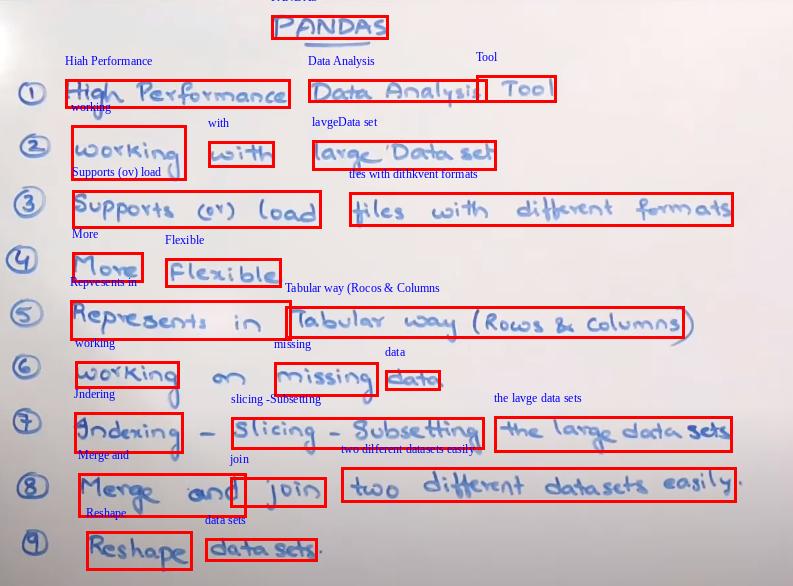 PANDAS
Hiah Performance Data Analysis Tool
① High Performance Data Analysis Tool
working with lavgeData set
② working with large Data set
Supports (ov) load ties with dithkvent formats
③ Supports (or) load files with different formats
More Flexible
④ More Flexible
Repvesents in Tabular way (Rocos & Columns
⑤ Represents in Tabular way (Rows & Columns)
working missing data
⑥ working on missing data
Jndering slicing -Subsetting the lavge data sets
⑦ Indexing - Slicing - Subsetting the large data sets
Merge and join two diferent datasets easily
⑧ Merge and join two different datasets easily.
Reshape data sets
⑨ Reshape data sets.